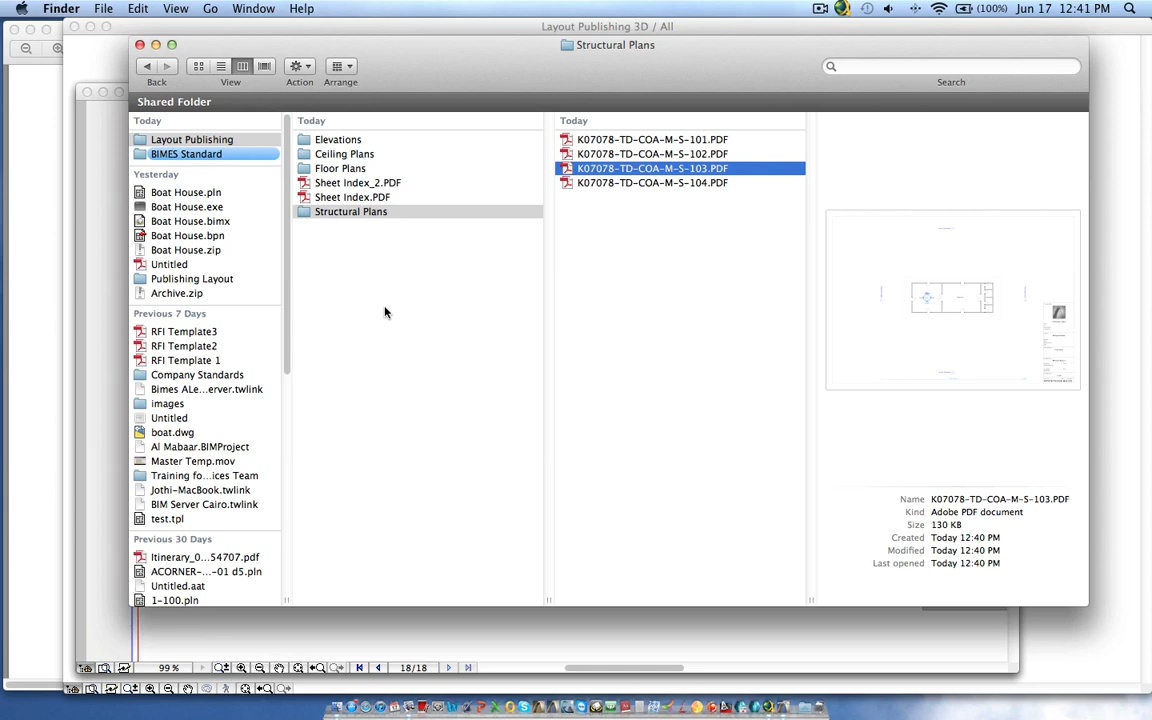 Finder File Edit View Go Window Help (100%) Jun 17 12:41 PM
Layout Publishing 3D / All
Structural Plans
Back View Action Arrange Search
Shared Folder
Today
Layout Publishing
BIMES Standard
Yesterday
Boat House.pln
Boat House.exe
Boat House.bimx
Boat House.bpn
Boat House.zip
Untitled
Publishing Layout
Archive.zip
Previous 7 Days
RFI Template3
RFI Template2
RFI Template 1
Company Standards
Bimes ALe...erver.twlink
images
Untitled
boat.dwg
Al Mabaar.BIMProject
Master Temp.mov
Training fo...ices Team
Jothi-MacBook.twlink
BIM Server Cairo.twlink
test.tpl
Previous 30 Days
Itinerary_0...54707.pdf
ACORNER-...-01 d5.pln
Untitled.aat
1-100.pln
Today
Elevations
Ceiling Plans
Floor Plans
Sheet Index_2.PDF
Sheet Index.PDF
Structural Plans
Today
K07078-TD-COA-M-S-101.PDF
K07078-TD-COA-M-S-102.PDF
K07078-TD-COA-M-S-103.PDF
K07078-TD-COA-M-S-104.PDF
Name K07078-TD-COA-M-S-103.PDF
Kind Adobe PDF document
Size 130 KB
Created Today 12:40 PM
Modified Today 12:40 PM
Last opened Today 12:40 PM
99 % 18/18